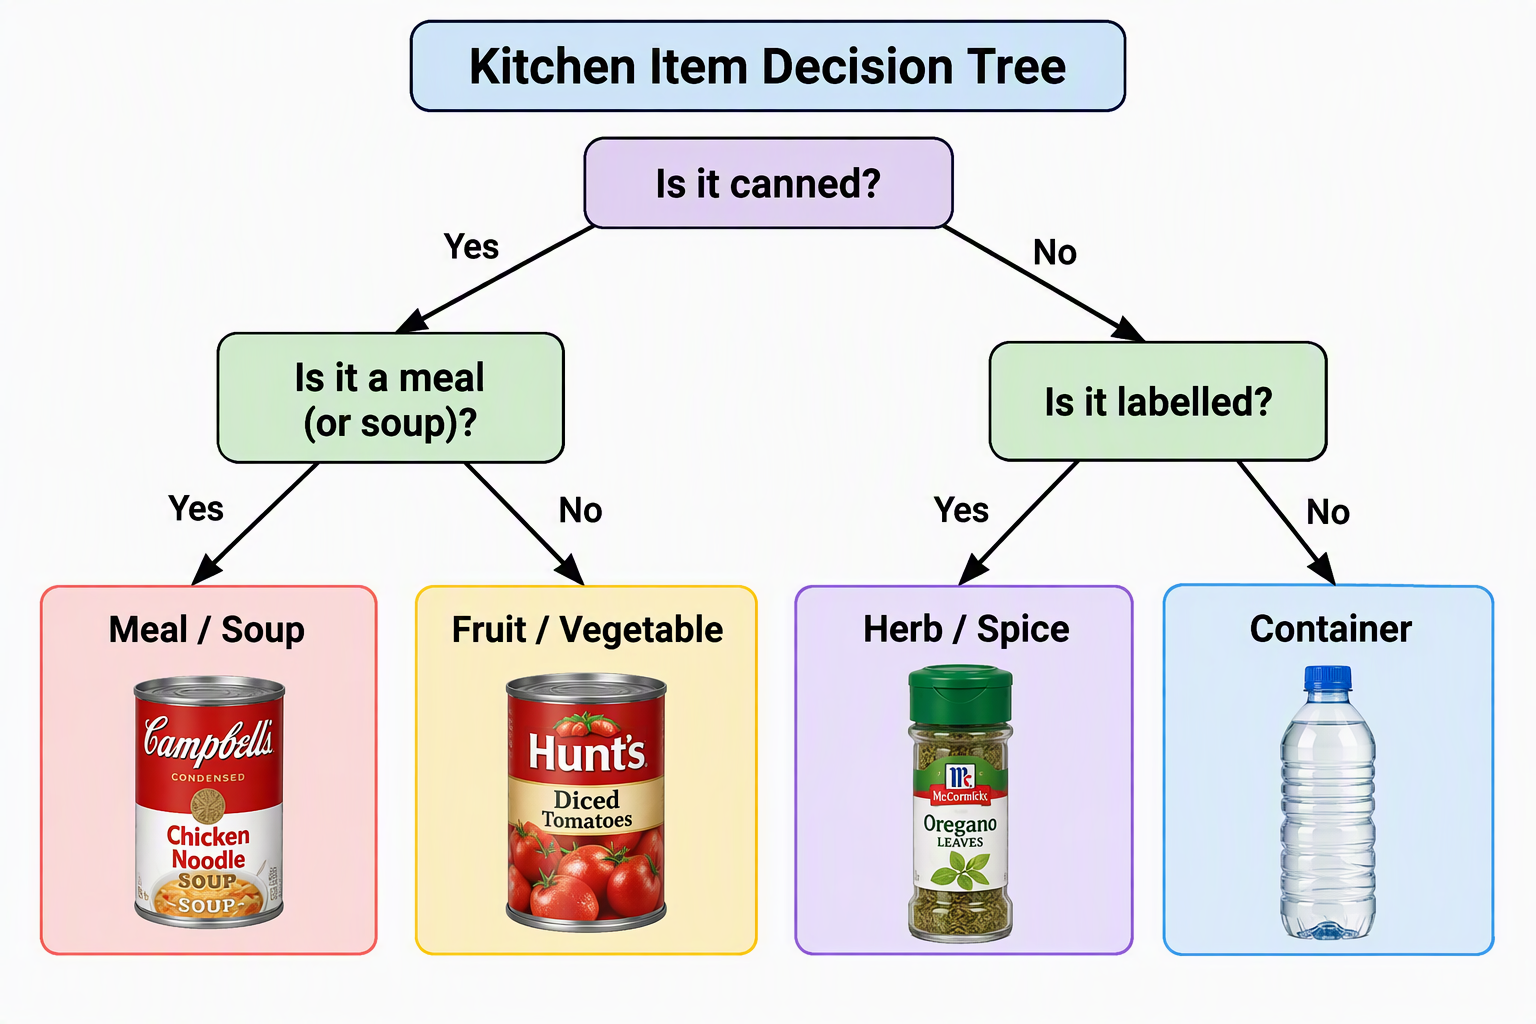 Kitchen Item Decision Tree
Is it canned?
Yes
No
Is it a meal
(or soup)?
Is it labelled?
Yes
No
Yes
No
Meal / Soup
Fruit / Vegetable
Herb / Spice
Container
Campbell's
CONDENSED
Chicken
Noodle
SOUP
-SOUP-
Hunt's
Diced
Tomatoes
Mc
McCormick
Oregano
LEAVES